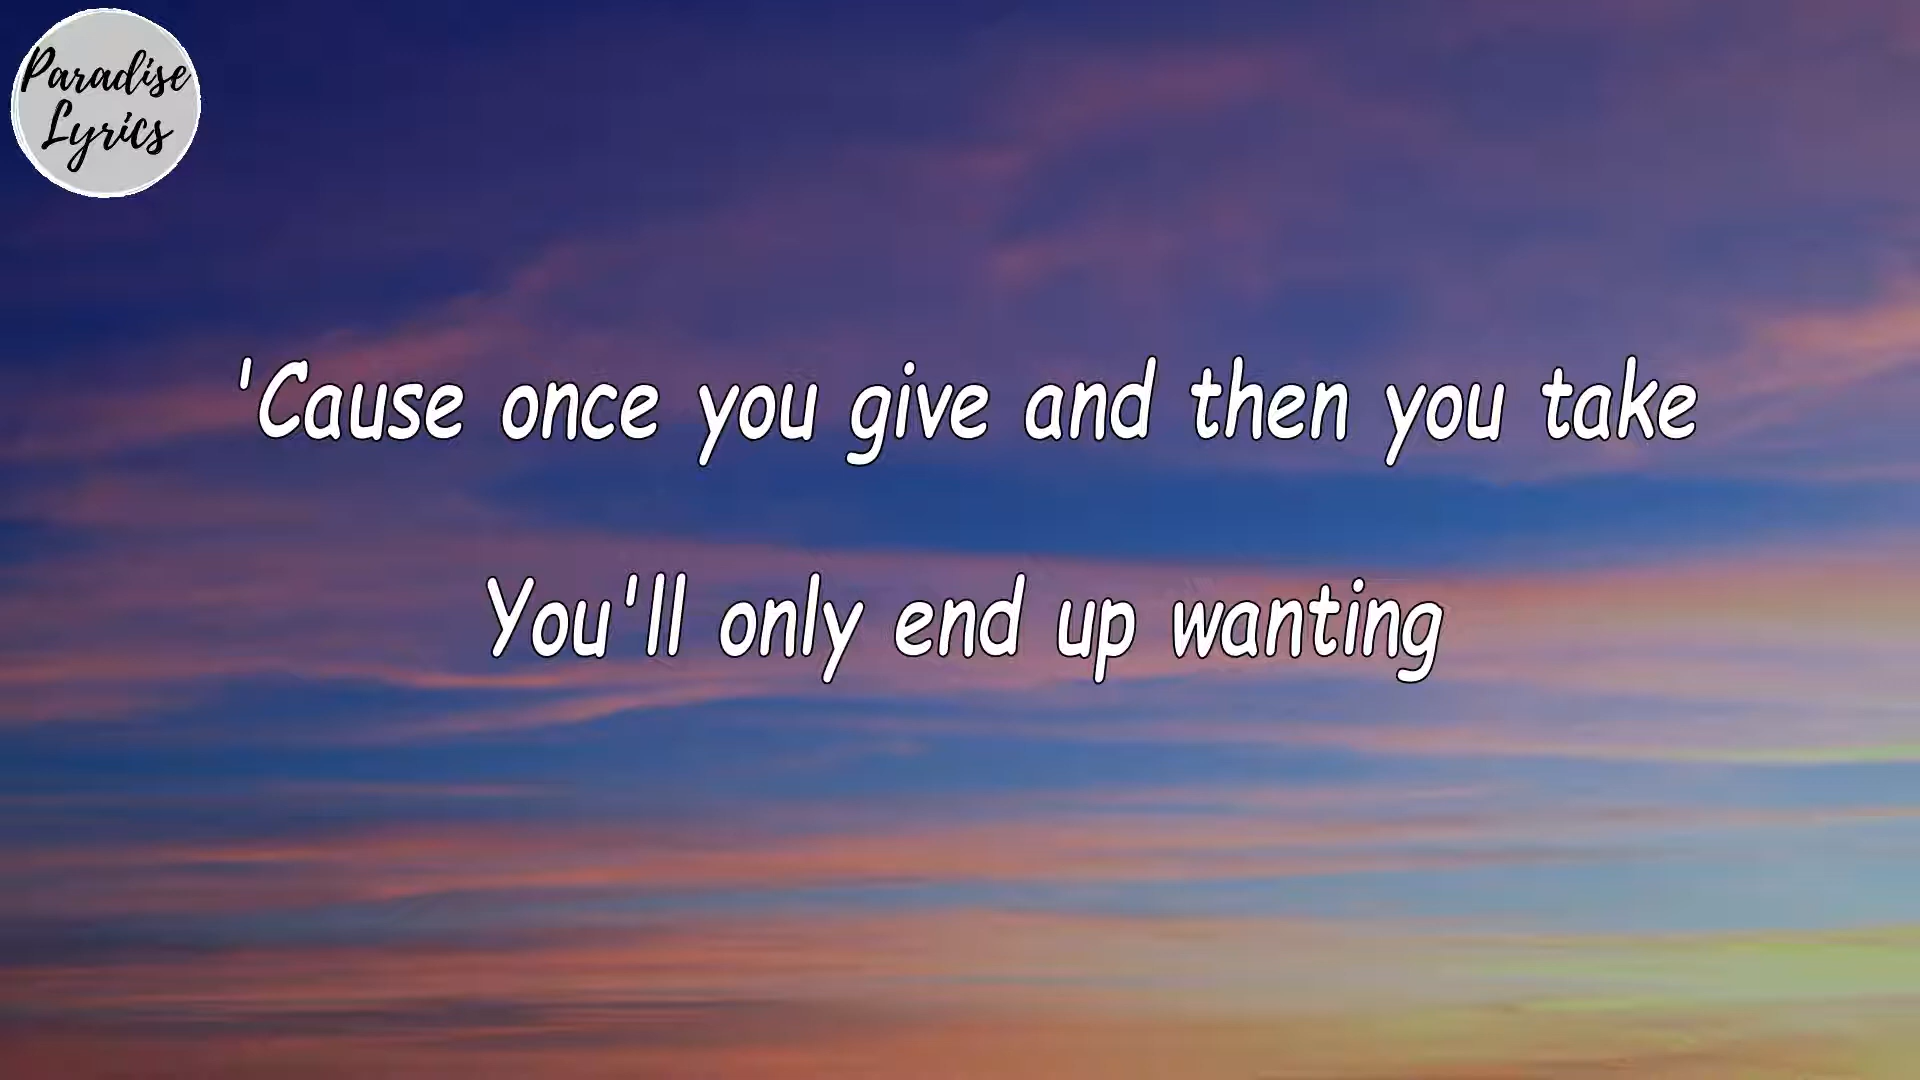 Paradise
Lyrics
'Cause once you give and then you take
You'll only end up wanting